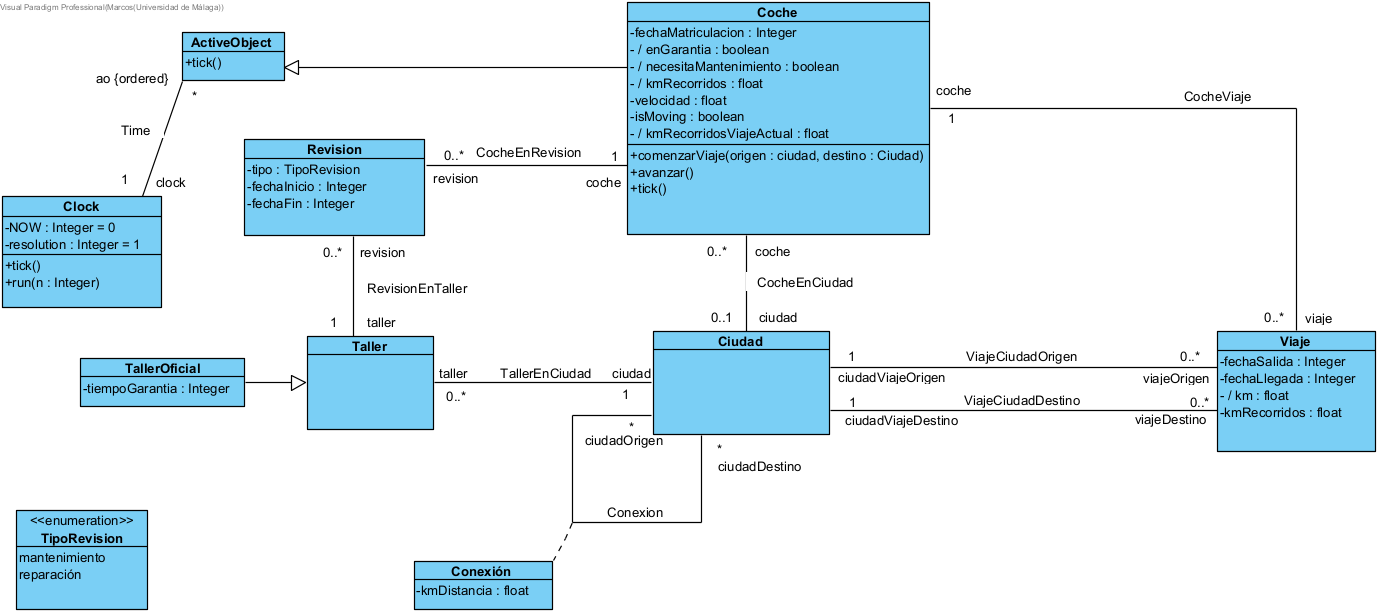 Visual Paradigm Professional(Marcos(Universidad de Málaga))
Coche
-fechaMatriculacion : Integer
- / enGarantia : boolean
- / necesitaMantenimiento : boolean
- / kmRecorridos : float
-velocidad : float
-isMoving : boolean
- / kmRecorridosViajeActual : float
+comenzarViaje(origen : ciudad, destino : Ciudad)
+avanzar()
+tick()
ActiveObject
+tick()
ao {ordered}
*
Time
1
clock
Clock
-NOW : Integer = 0
-resolution : Integer = 1
+tick()
+run(n : Integer)
Revision
-tipo : TipoRevision
-fechaInicio : Integer
-fechaFin : Integer
0..*
CocheEnRevision
1
revision
coche
coche
CocheViaje
1
0..*
viaje
0..*
revision
RevisionEnTaller
1
taller
0..*
coche
CocheEnCiudad
0..1
ciudad
TallerOficial
-tiempoGarantia : Integer
Taller
taller
TallerEnCiudad
ciudad
0..*
1
Ciudad
1
ViajeCiudadOrigen
0..*
ciudadViajeOrigen
viajeOrigen
1
ViajeCiudadDestino
0..*
ciudadViajeDestino
viajeDestino
Viaje
-fechaSalida : Integer
-fechaLlegada : Integer
- / km : float
-kmRecorridos : float
*
ciudadOrigen
*
ciudadDestino
Conexion
Conexión
-kmDistancia : float
<<enumeration>>
TipoRevision
mantenimiento
reparación